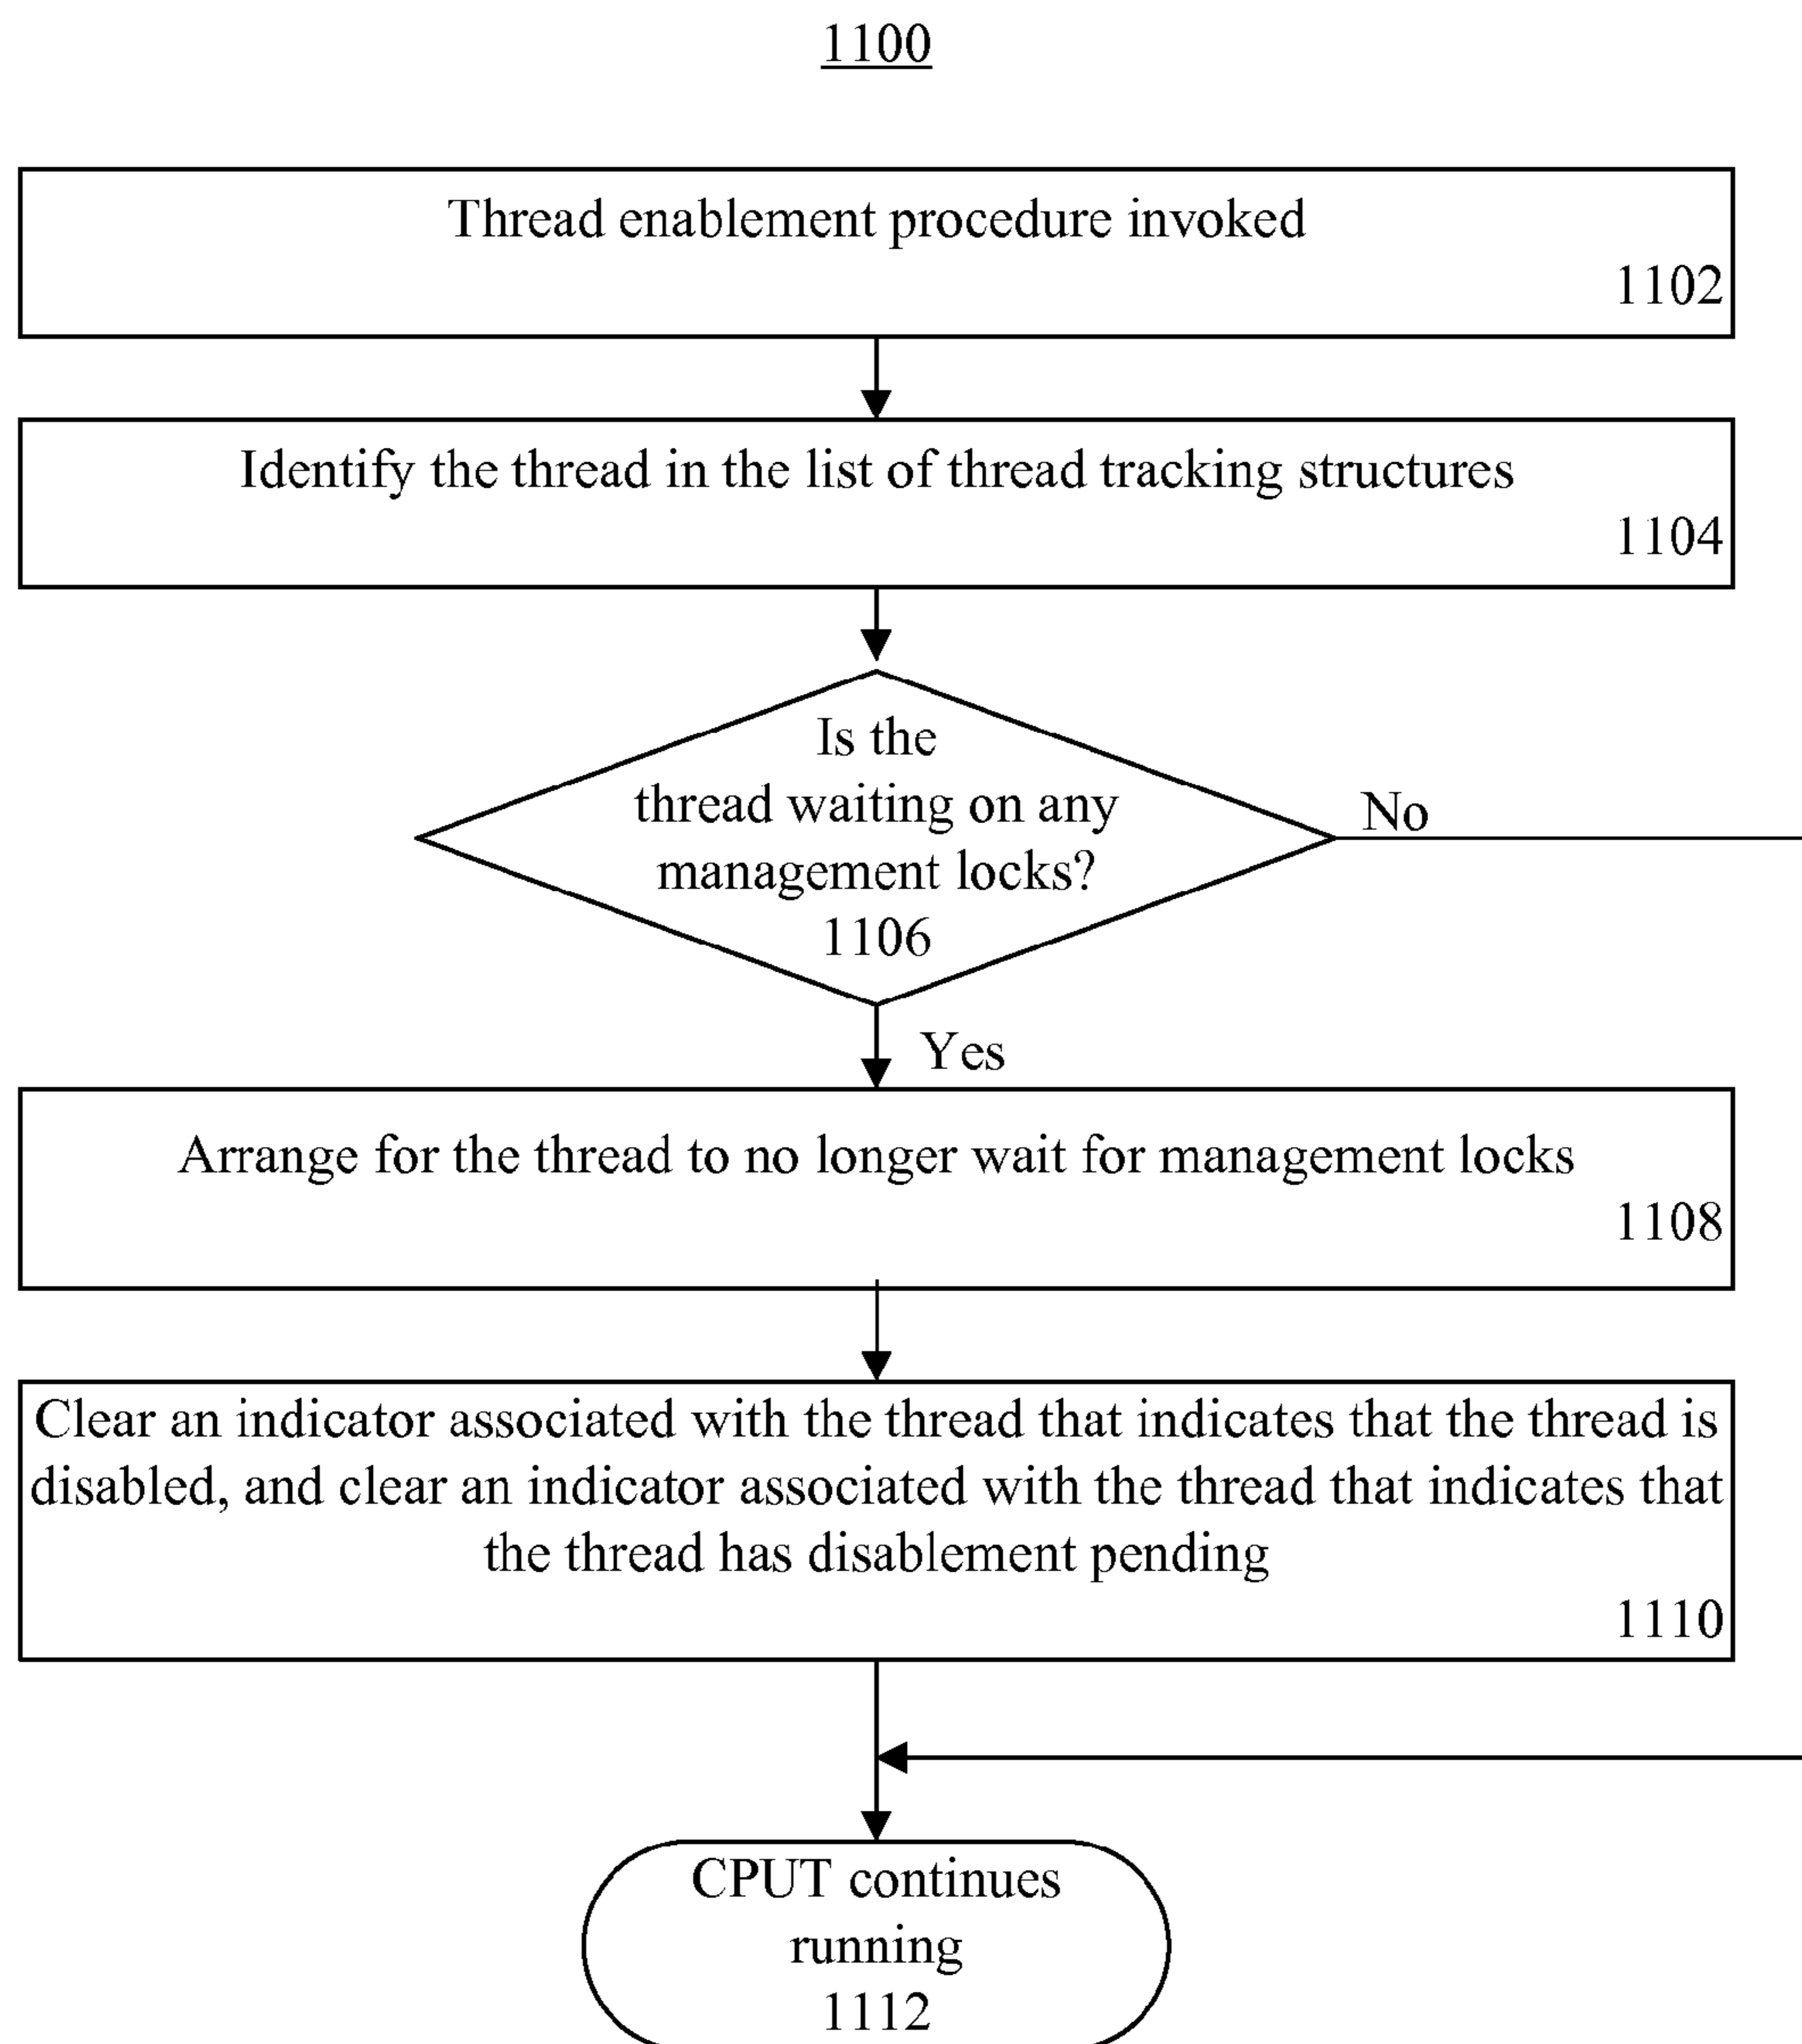 1100
Thread enablement procedure invoked
1102
Identify the thread in the list of thread tracking structures
1104
Is the
thread waiting on any
management locks?
1106
No
Yes
Arrange for the thread to no longer wait for management locks
1108
Clear an indicator associated with the thread that indicates that the thread is
disabled, and clear an indicator associated with the thread that indicates that
the thread has disablement pending
1110
CPUT continues
running
1112